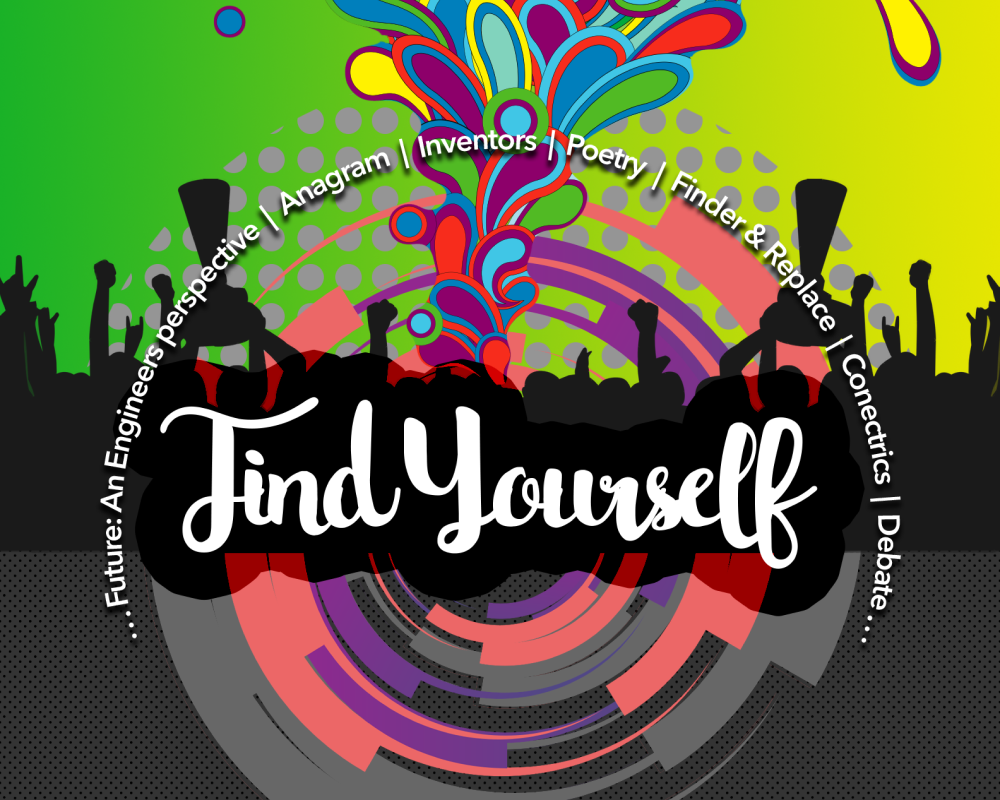 ... Future: An Engineers perspective | Anagram | Inventors | Poetry | Finder & Replace | Conectrics | Debate ...
Find Yourself